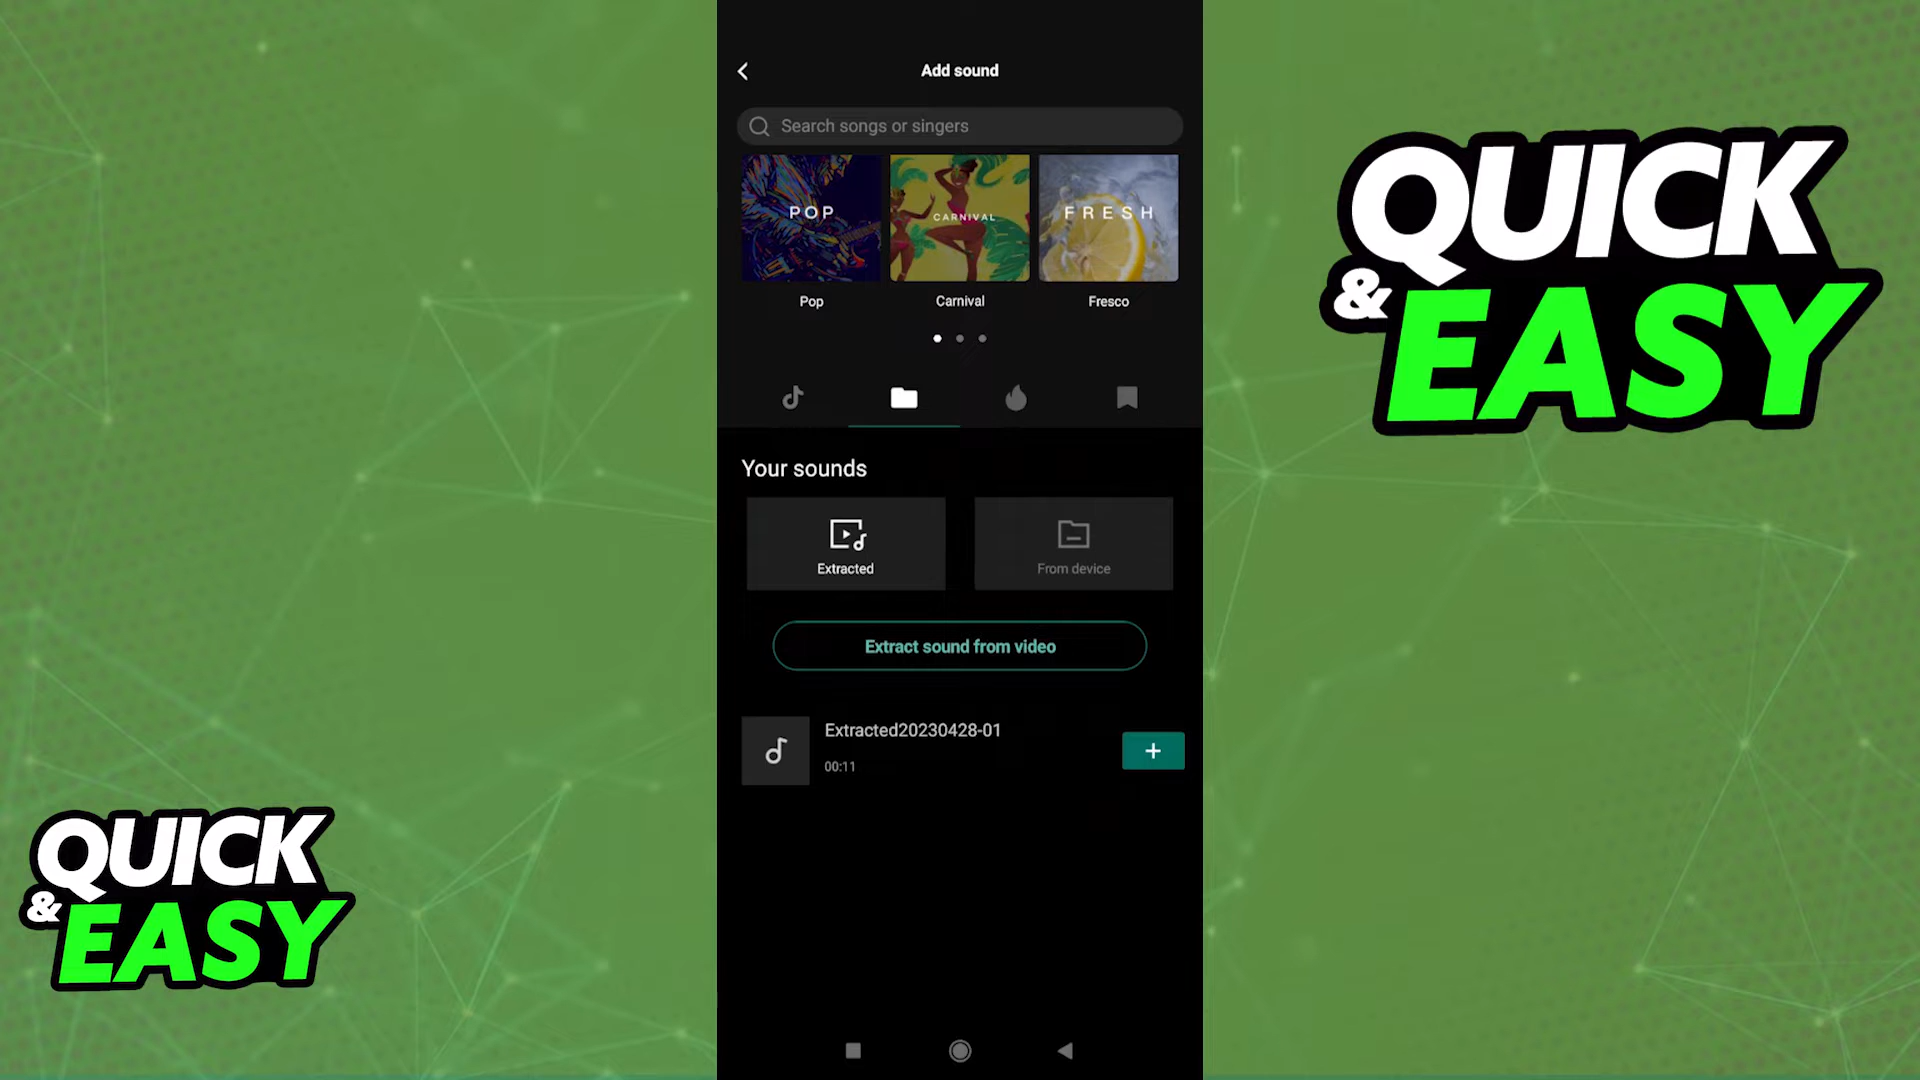 Add sound
Search songs or singers
POP
CARNIVAL
FRESH
Pop
Carnival
Fresco
Your sounds
Extracted
From device
Extract sound from video
Extracted20230428-01
00:11
+
QUICK
& EASY
QUICK
& EASY